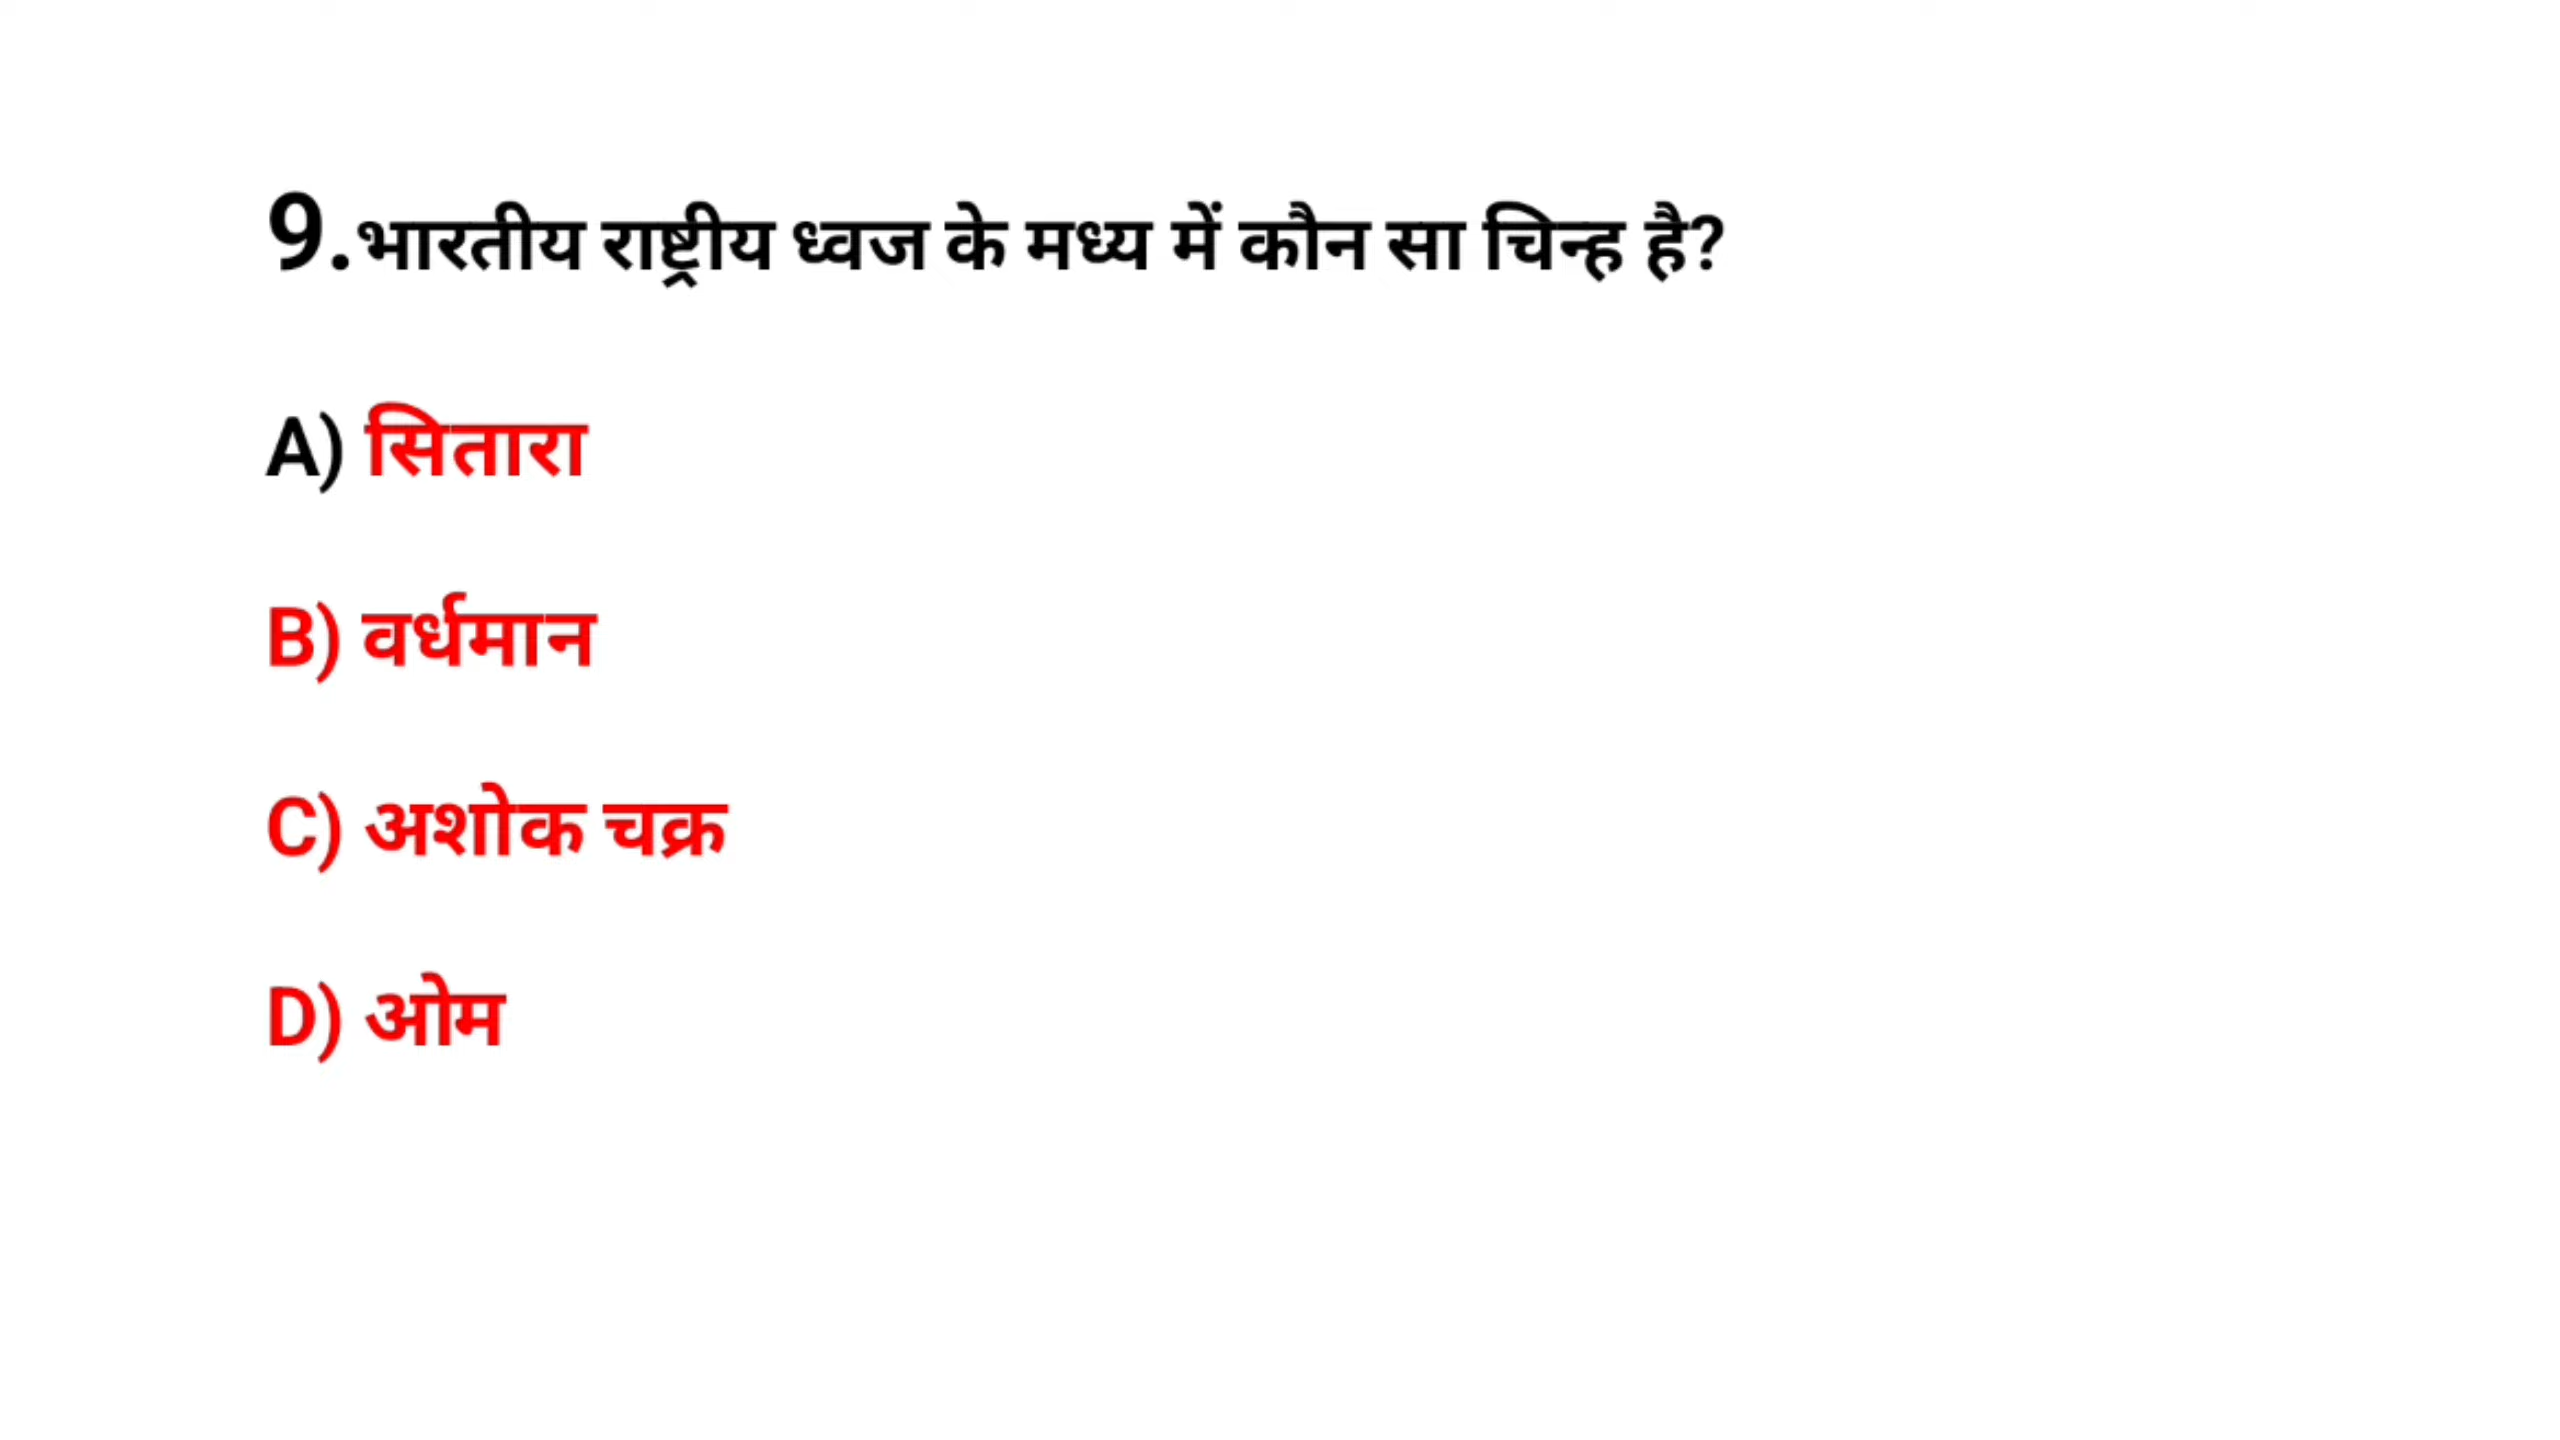 9.भारतीय राष्ट्रीय ध्वज के मध्य में कौन सा चिन्ह है?
A) सितारा
B) वर्धमान
C) अशोक चक्र
D) ओम